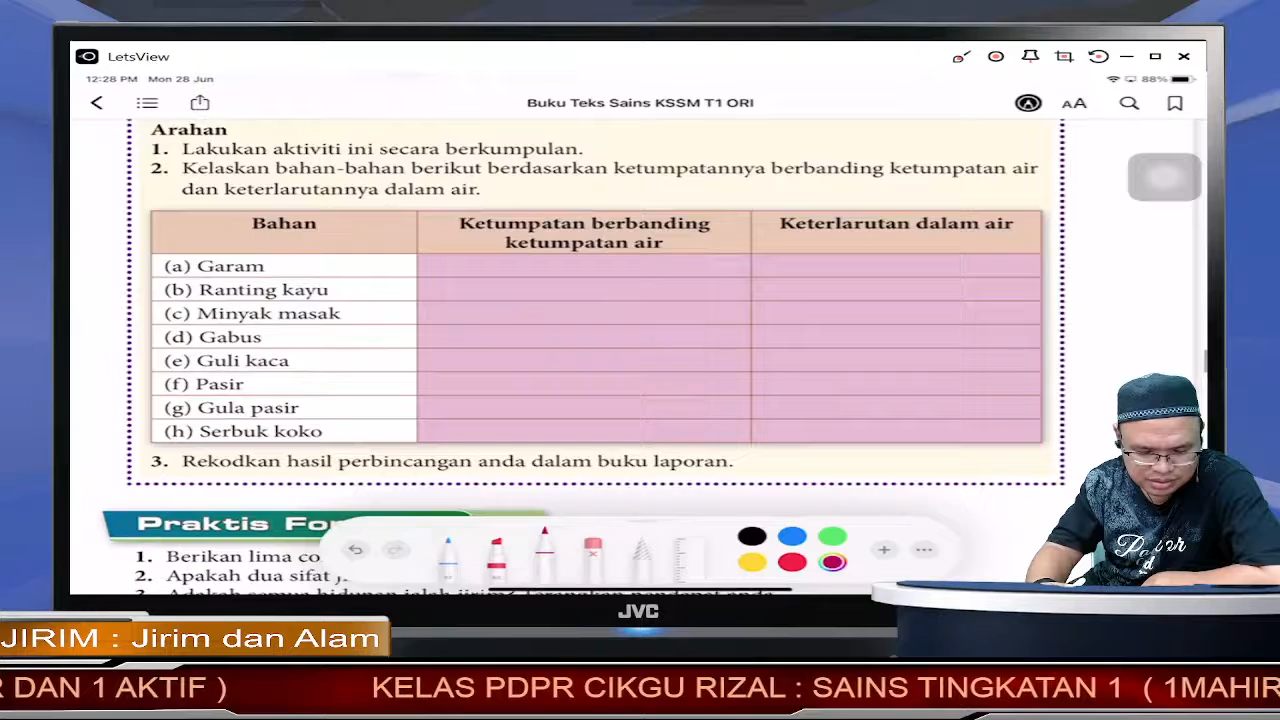 LetsView
12:28 PM Mon 28 Jun
88%
Buku Teks Sains KSSM T1 ORI
AA
Arahan
1. Lakukan aktiviti ini secara berkumpulan.
2. Kelaskan bahan-bahan berikut berdasarkan ketumpatannya berbanding ketumpatan air
dan keterlarutannya dalam air.
Bahan
Ketumpatan berbanding
ketumpatan air
Keterlarutan dalam air
(a) Garam
(b) Ranting kayu
(c) Minyak masak
(d) Gabus
(e) Guli kaca
(f) Pasir
(g) Gula pasir
(h) Serbuk koko
3. Rekodkan hasil perbincangan anda dalam buku laporan.
Praktis Fo
1. Berikan lima co
2. Apakah dua sifat
JVC
JIRIM : Jirim dan Alam
R DAN 1 AKTIF ) KELAS PDPR CIKGU RIZAL : SAINS TINGKATAN 1 ( 1MAHIR